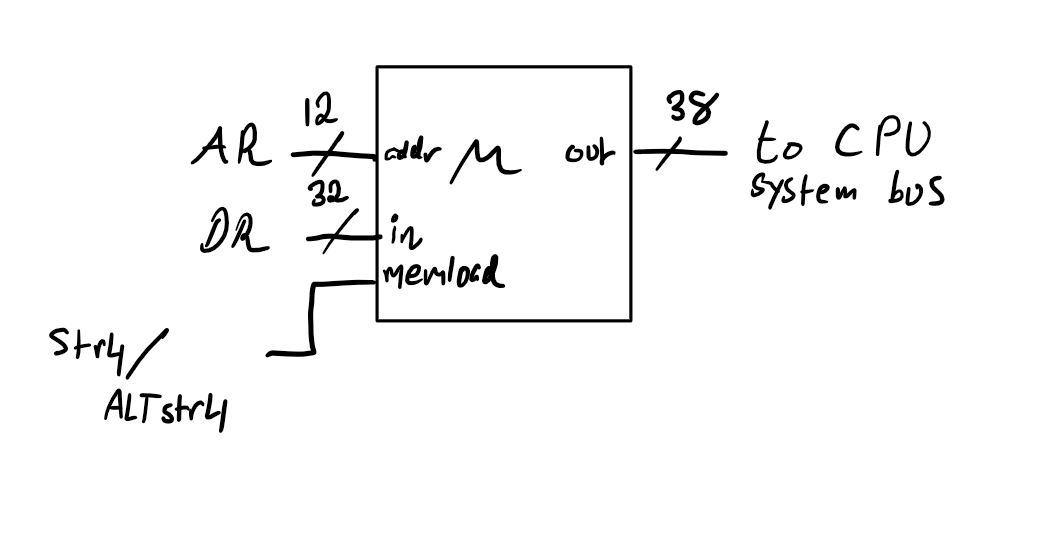 12
38
AR
addr
M
out
to CPU
system bus
32
DR
in
memload
Str4/
ALTstr4